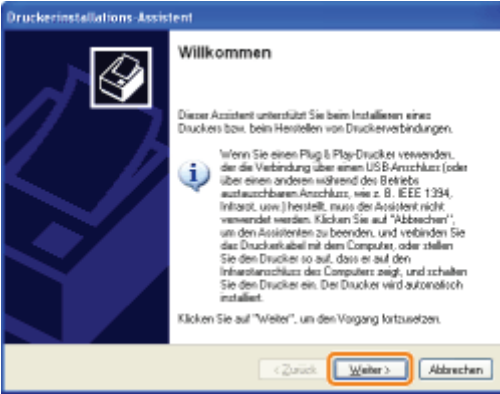 Druckerinstallations-Assistent
Willkommen
Dieser Assistent unterstützt Sie beim Installieren eines
Druckers bzw. beim Herstellen von Druckerverbindungen.
Wenn Sie einen Plug & Play-Drucker verwenden,
der die Verbindung über einen USB-Anschluss (oder
über einen anderen während des Betriebs
austauschbaren Anschluss, wie z. B. IEEE 1394,
Infrarot, usw.) herstellt, muss der Assistent nicht
verwendet werden. Klicken Sie auf "Abbrechen",
um den Assistenten zu beenden, und verbinden Sie
das Druckerkabel mit dem Computer, oder stellen
Sie den Drucker so auf, dass er auf den
Infrarotanschluss des Computers zeigt, und schalten
Sie den Drucker ein. Der Drucker wird automatisch
installiert.
Klicken Sie auf "Weiter", um den Vorgang fortzusetzen.
< Zurück Weiter > Abbrechen